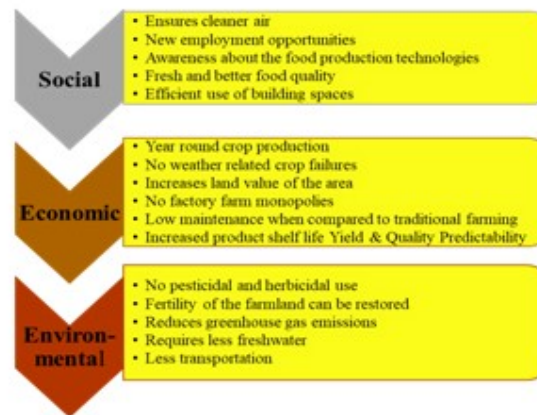 Social
• Ensures cleaner air
• New employment opportunities
• Awareness about the food production technologies
• Fresh and better food quality
• Efficient use of building spaces
Economic
• Year round crop production
• No weather related crop failures
• Increases land value of the area
• No factory farm monopolies
• Low maintenance when compared to traditional farming
• Increased product shelf life Yield & Quality Predictability
Environ-
mental
• No pesticidal and herbicidal use
• Fertility of the farmland can be restored
• Reduces greenhouse gas emissions
• Requires less freshwater
• Less transportation